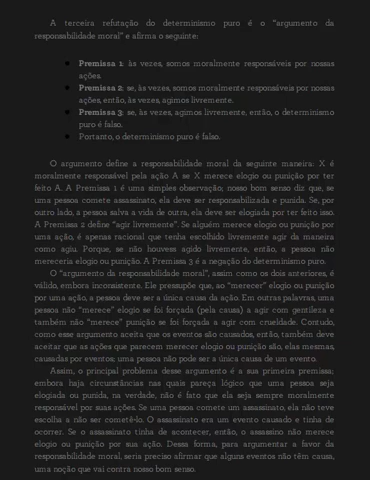 A terceira refutação do determinismo puro é o “argumento da
responsabilidade moral” e afirma o seguinte:
● Premissa 1: às vezes, somos moralmente responsáveis por nossas
ações.
● Premissa 2: se, às vezes, somos moralmente responsáveis por nossas
ações, então, às vezes, agimos livremente.
● Premissa 3: se, às vezes, agimos livremente, então, o determinismo
puro é falso.
● Portanto, o determinismo puro é falso.
O argumento define a responsabilidade moral da seguinte maneira: X é
moralmente responsável pela ação A se X merece elogio ou punição por ter
feito A. A Premissa 1 é uma simples observação; nosso bom senso diz que, se
uma pessoa comete assassinato, ela deve ser responsabilizada e punida. Se, por
outro lado, a pessoa salva a vida de outra, ela deve ser elogiada por ter feito isso.
A Premissa 2 define “agir livremente”. Se alguém merece elogio ou punição por
uma ação, é apenas racional que tenha escolhido livremente agir da maneira
como agiu. Porque, se não houvesse agido livremente, então, a pessoa não
mereceria elogio ou punição. A Premissa 3 é a negação do determinismo puro.
O “argumento da responsabilidade moral”, assim como os dois anteriores, é
válido, embora inconsistente. Ele pressupõe que, ao “merecer” elogio ou punição
por uma ação, a pessoa deve ser a única causa da ação. Em outras palavras, uma
pessoa não “merece” elogio se foi forçada (pela causa) a agir com gentileza e
também não “merece” punição se foi forçada a agir com crueldade. Contudo,
como esse argumento aceita que os eventos são causados, então, também deve
aceitar que as ações que parecem merecer elogio ou punição são, elas mesmas,
causadas por eventos; uma pessoa não pode ser a única causa de um evento.
Assim, o principal problema desse argumento é a sua primeira premissa;
embora haja circunstâncias nas quais pareça lógico que uma pessoa seja
elogiada ou punida, na verdade, não é fato que ela seja sempre moralmente
responsável por suas ações. Se uma pessoa comete um assassinato, ela não teve
escolha a não ser cometê-lo. O assassinato era um evento causado e tinha de
ocorrer. Se o assassinato tinha de acontecer, então, o assassino não merece
elogio ou punição por sua ação. Dessa forma, para argumentar a favor da
responsabilidade moral, seria preciso afirmar que alguns eventos não têm causa,
uma noção que vai contra nosso bom senso.